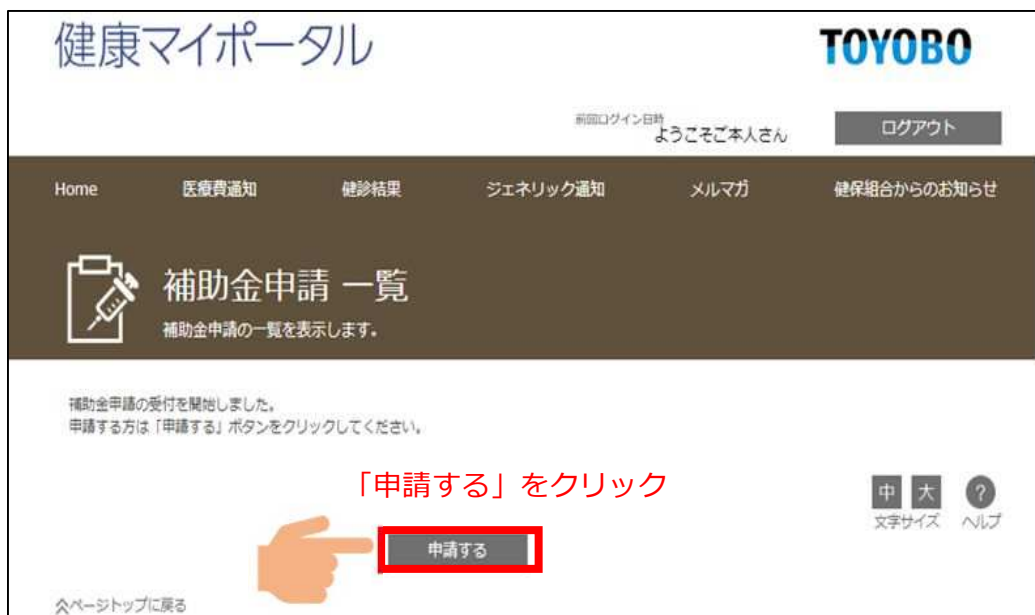 健康マイポータル
TOYOBO
前回ログイン日時
ようこそご本人さん
ログアウト
Home 医療費通知 健診結果 ジェネリック通知 メルマガ 健保組合からのお知らせ
補助金申請 一覧
補助金申請の一覧を表示します。
補助金申請の受付を開始しました。
申請する方は「申請する」ボタンをクリックしてください。
「申請する」をクリック
中 大 ?
文字サイズ ヘルプ
申請する
ページトップに戻る